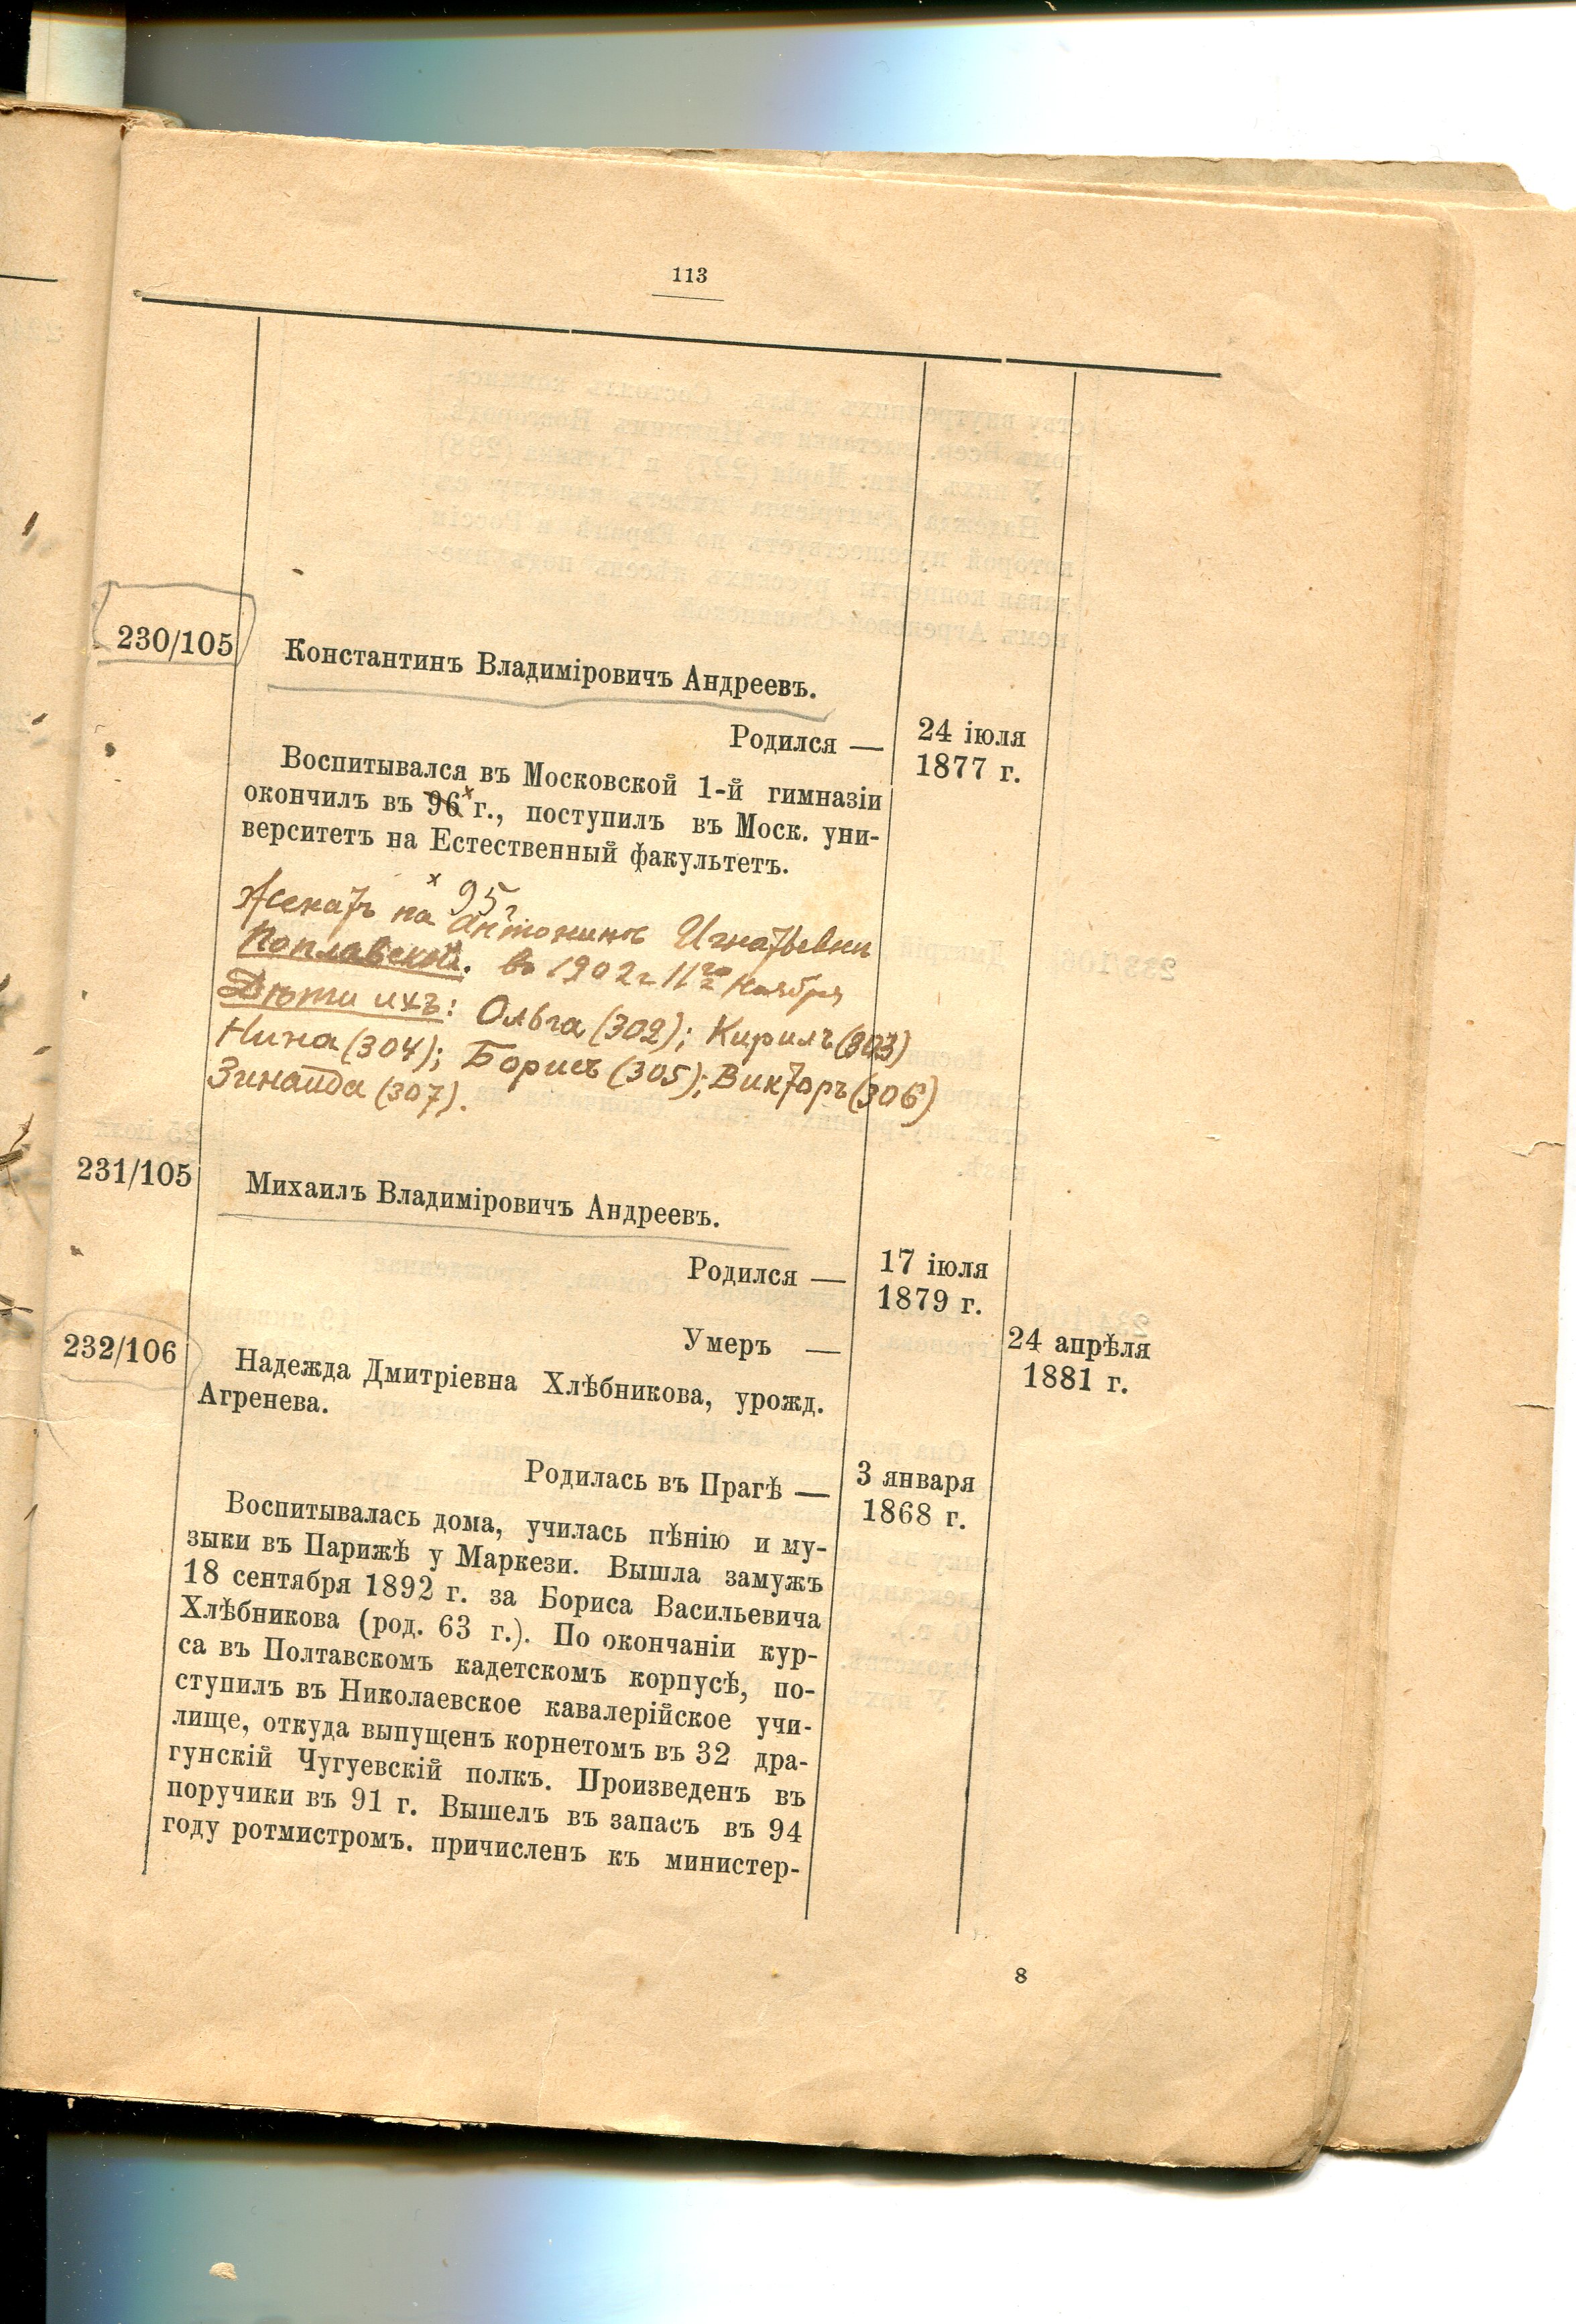 113
230/105
Константинъ Владиміровичъ Андреевъ.
Родился —
24 іюля
1877 г.
Воспитывался въ Московской 1-й гимназіи
окончилъ въ 96 х г., поступилъ въ Моск. уни-
верситетъ на Естественный факультетъ.
х 95 г
Женатъ на Антонинѣ Игнатьевнѣ
Поплавской. въ 1902 г 11го ноября
Дѣти ихъ: Ольга (302); Кирилъ (303)
Нина (304); Борисъ (305); Викторъ (306)
Зинаида (307).
231/105
Михаилъ Владиміровичъ Андреевъ.
Родился —
17 іюля
1879 г.
Умеръ —
24 апрѣля
1881 г.
232/106
Надежда Дмитріевна Хлѣбникова, урожд.
Агренева.
Родилась въ Прагѣ —
3 января
1868 г.
Воспитывалась дома, училась пѣнію и му-
зыки въ Парижѣ у Маркези. Вышла замужъ
18 сентября 1892 г. за Бориса Васильевича
Хлѣбникова (род. 63 г.). По окончаніи кур-
са въ Полтавскомъ кадетскомъ корпусѣ, по-
ступилъ въ Николаевское кавалерійское учи-
лище, откуда выпущенъ корнетомъ въ 32 дра-
гунскій Чугуевскій полкъ. Произведенъ въ
поручики въ 91 г. Вышелъ въ запасъ въ 94
году ротмистромъ. причисленъ къ министер-
8